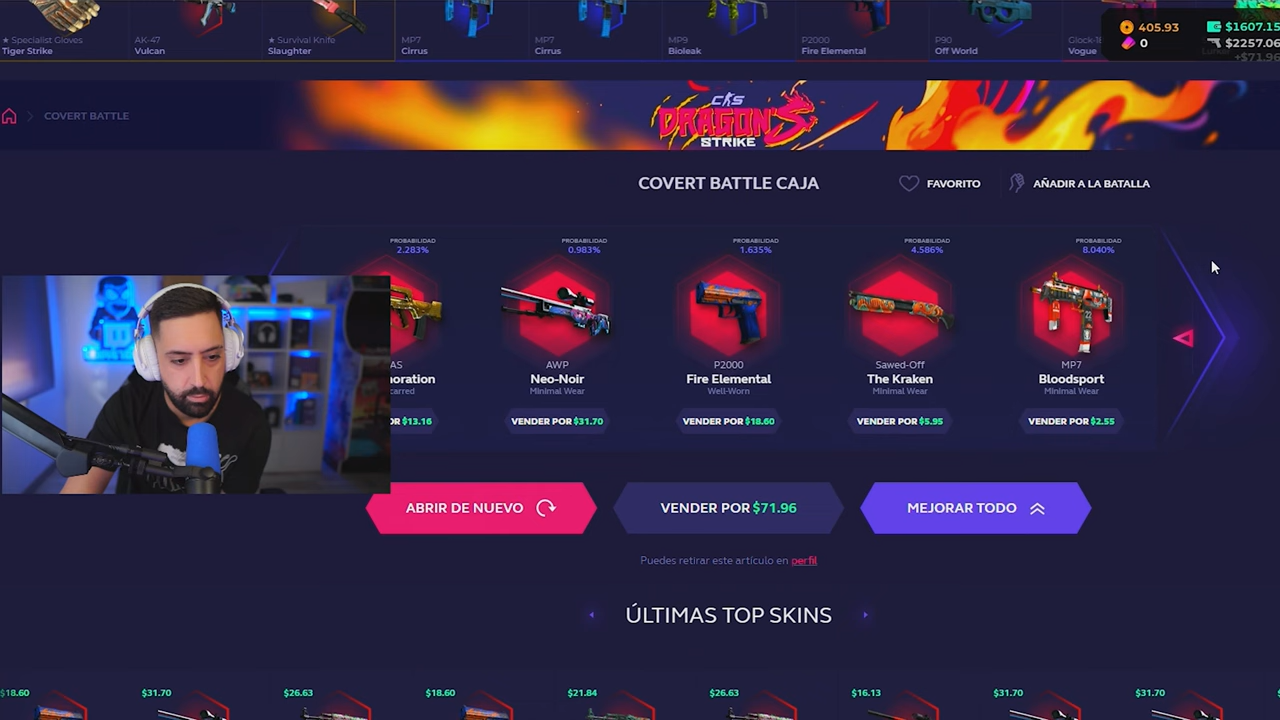 ★ Specialist Gloves
Tiger Strike
AK-47
Vulcan
★ Survival Knife
Slaughter
MP7
Cirrus
MP7
Cirrus
MP9
Bioleak
P2000
Fire Elemental
P90
Off World
Vogue
405.93
0
$1607.15
$2257.06
+$71.96
COVERT BATTLE
CS
DRAGON'S
STRIKE
COVERT BATTLE CAJA
FAVORITO
AÑADIR A LA BATALLA
PROBABILIDAD
2.283%
AS
noration
carred
OR $13.16
PROBABILIDAD
0.983%
AWP
Neo-Noir
Minimal Wear
VENDER POR $31.70
PROBABILIDAD
1.635%
P2000
Fire Elemental
Well-Worn
VENDER POR $18.60
PROBABILIDAD
4.586%
Sawed-Off
The Kraken
Minimal Wear
VENDER POR $5.95
PROBABILIDAD
8.040%
MP7
Bloodsport
Minimal Wear
VENDER POR $2.55
ABRIR DE NUEVO
VENDER POR $71.96
MEJORAR TODO
Puedes retirar este artículo en perfil
ÚLTIMAS TOP SKINS
$18.60
$31.70
$26.63
$18.60
$21.84
$26.63
$16.13
$31.70
$31.70